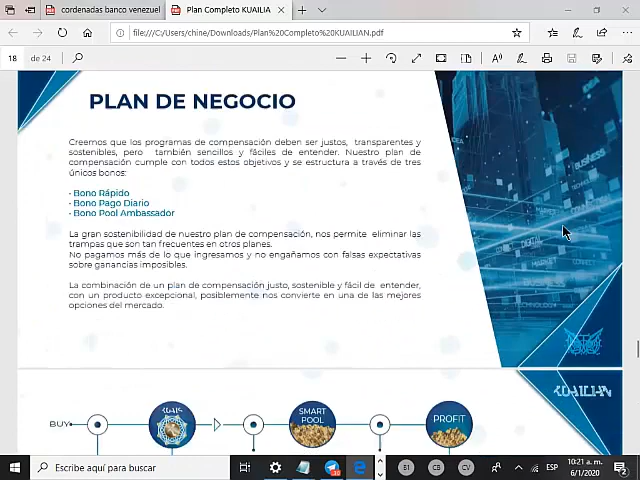 cordenadas banco venezuel
Plan Completo KUAILIA
file:///C:/Users/chine/Downloads/Plan%20Completo%20KUAILIAN.pdf
18 de 24
PLAN DE NEGOCIO
Creemos que los programas de compensación deben ser justos, transparentes y
sostenibles, pero también sencillos y fáciles de entender. Nuestro plan de
compensación cumple con todos estos objetivos y se estructura a través de tres
únicos bonos:
- Bono Rápido
- Bono Pago Diario
- Bono Pool Ambassador
La gran sostenibilidad de nuestro plan de compensación, nos permite eliminar las
trampas que son tan frecuentes en otros planes.
No pagamos más de lo que ingresamos y no engañamos con falsas expectativas
sobre ganancias imposibles.
La combinación de un plan de compensación justo, sostenible y fácil de entender,
con un producto excepcional, posiblemente nos convierte en una de las mejores
opciones del mercado.
BUSINESS
TECHNOLOGY
KUAILIAN
BUY
KUAIS
SMART
POOL
PROFIT
Escribe aquí para buscar
B1
CB
CV
ESP
10:21 a. m.
6/1/2020
2